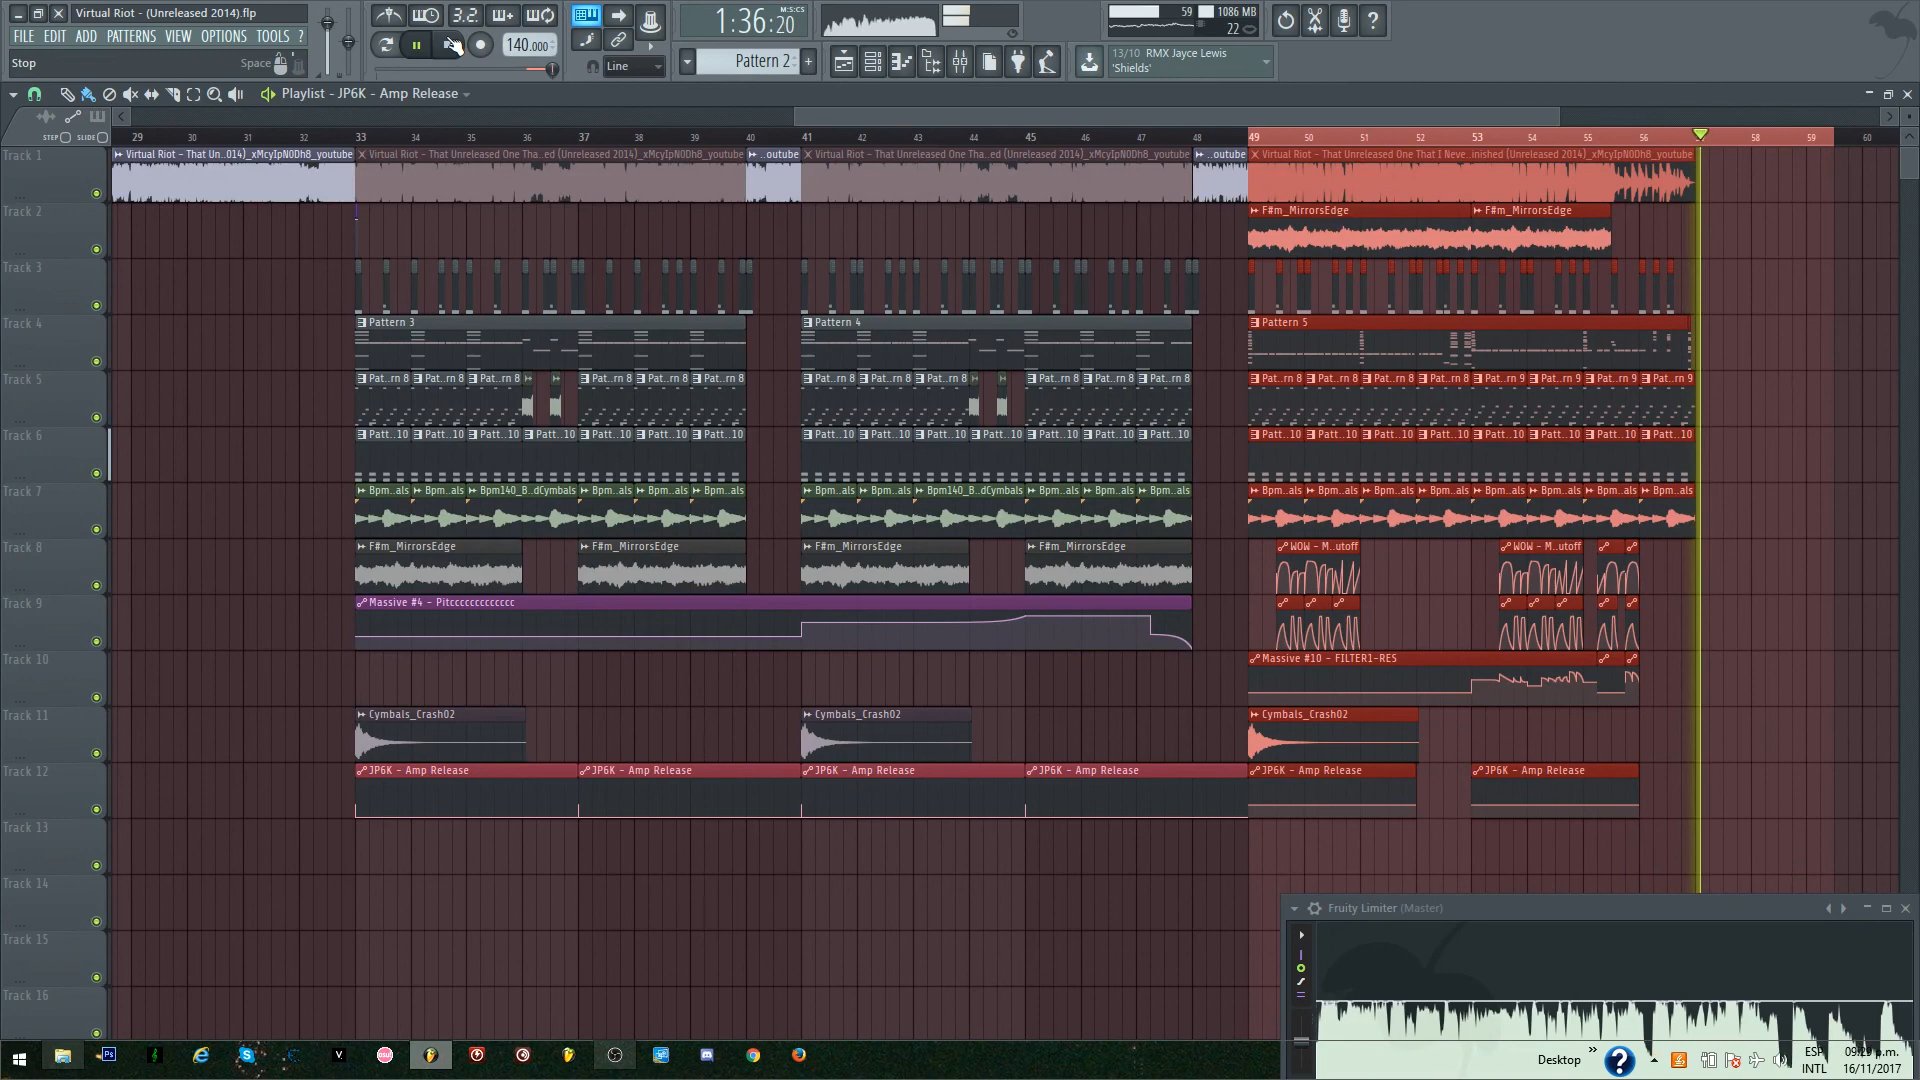 Virtual Riot - (Unreleased 2014).flp
FILE EDIT ADD PATTERNS VIEW OPTIONS TOOLS ?
Stop Space
3.2
140.000
Line
1:36:20 M:S:CS
Pattern 2
59 1086 MB
22
13/10 RMX Jayce Lewis
'Shields'
Playlist - JP6K - Amp Release
STEP SLIDE
29 30 31 32 33 34 35 36 37 38 39 40 41 42 43 44 45 46 47 48 49 50 51 52 53 54 55 56 58 59 60
Track 1
Virtual Riot - That Un..014)_xMcyIpN0Dh8_youtube
Virtual Riot - That Unreleased One Tha..ed (Unreleased 2014)_xMcyIpN0Dh8_youtube
..outube
Virtual Riot - That Unreleased One Tha..ed (Unreleased 2014)_xMcyIpN0Dh8_youtube
..outube
Virtual Riot - That Unreleased One That I Neve..inished (Unreleased 2014)_xMcyIpN0Dh8_youtube
Track 2
F#m_MirrorsEdge F#m_MirrorsEdge
Track 3
Track 4
Pattern 3 Pattern 4 Pattern 5
Track 5
Pat..rn 8 Pat..rn 8 Pat..rn 8 Pat..rn 8 Pat..rn 8 Pat..rn 8 Pat..rn 8 Pat..rn 8 Pat..rn 8 Pat..rn 8 Pat..rn 8 Pat..rn 8 Pat..rn 8 Pat..rn 8 Pat..rn 8 Pat..rn 8 Pat..rn 9 Pat..rn 9 Pat..rn 9 Pat..rn 9
Track 6
Patt..10 Patt..10 Patt..10 Patt..10 Patt..10 Patt..10 Patt..10 Patt..10 Patt..10 Patt..10 Patt..10 Patt..10 Patt..10 Patt..10 Patt..10 Patt..10 Patt..10 Patt..10 Patt..10 Patt..10 Patt..10 Patt..10
Track 7
Bpm..als Bpm..als Bpm140_B..dCymbals Bpm..als Bpm..als Bpm..als Bpm..als Bpm..als Bpm140_B..dCymbals Bpm..als Bpm..als Bpm..als Bpm..als Bpm..als Bpm..als Bpm..als Bpm..als Bpm..als Bpm..als Bpm..als
Track 8
F#m_MirrorsEdge F#m_MirrorsEdge F#m_MirrorsEdge F#m_MirrorsEdge WOW - M..utoff WOW - M..utoff
Track 9
Massive #4 - Pitccccccccccccc
Track 10
Massive #10 - FILTER1-RES
Track 11
Cymbals_Crash02 Cymbals_Crash02 Cymbals_Crash02
Track 12
JP6K - Amp Release JP6K - Amp Release JP6K - Amp Release JP6K - Amp Release JP6K - Amp Release JP6K - Amp Release
Track 13
Track 14
Track 15
Track 16
Fruity Limiter (Master)
Ps
V
Desktop
ESP
INTL
09:29 p.m.
16/11/2017